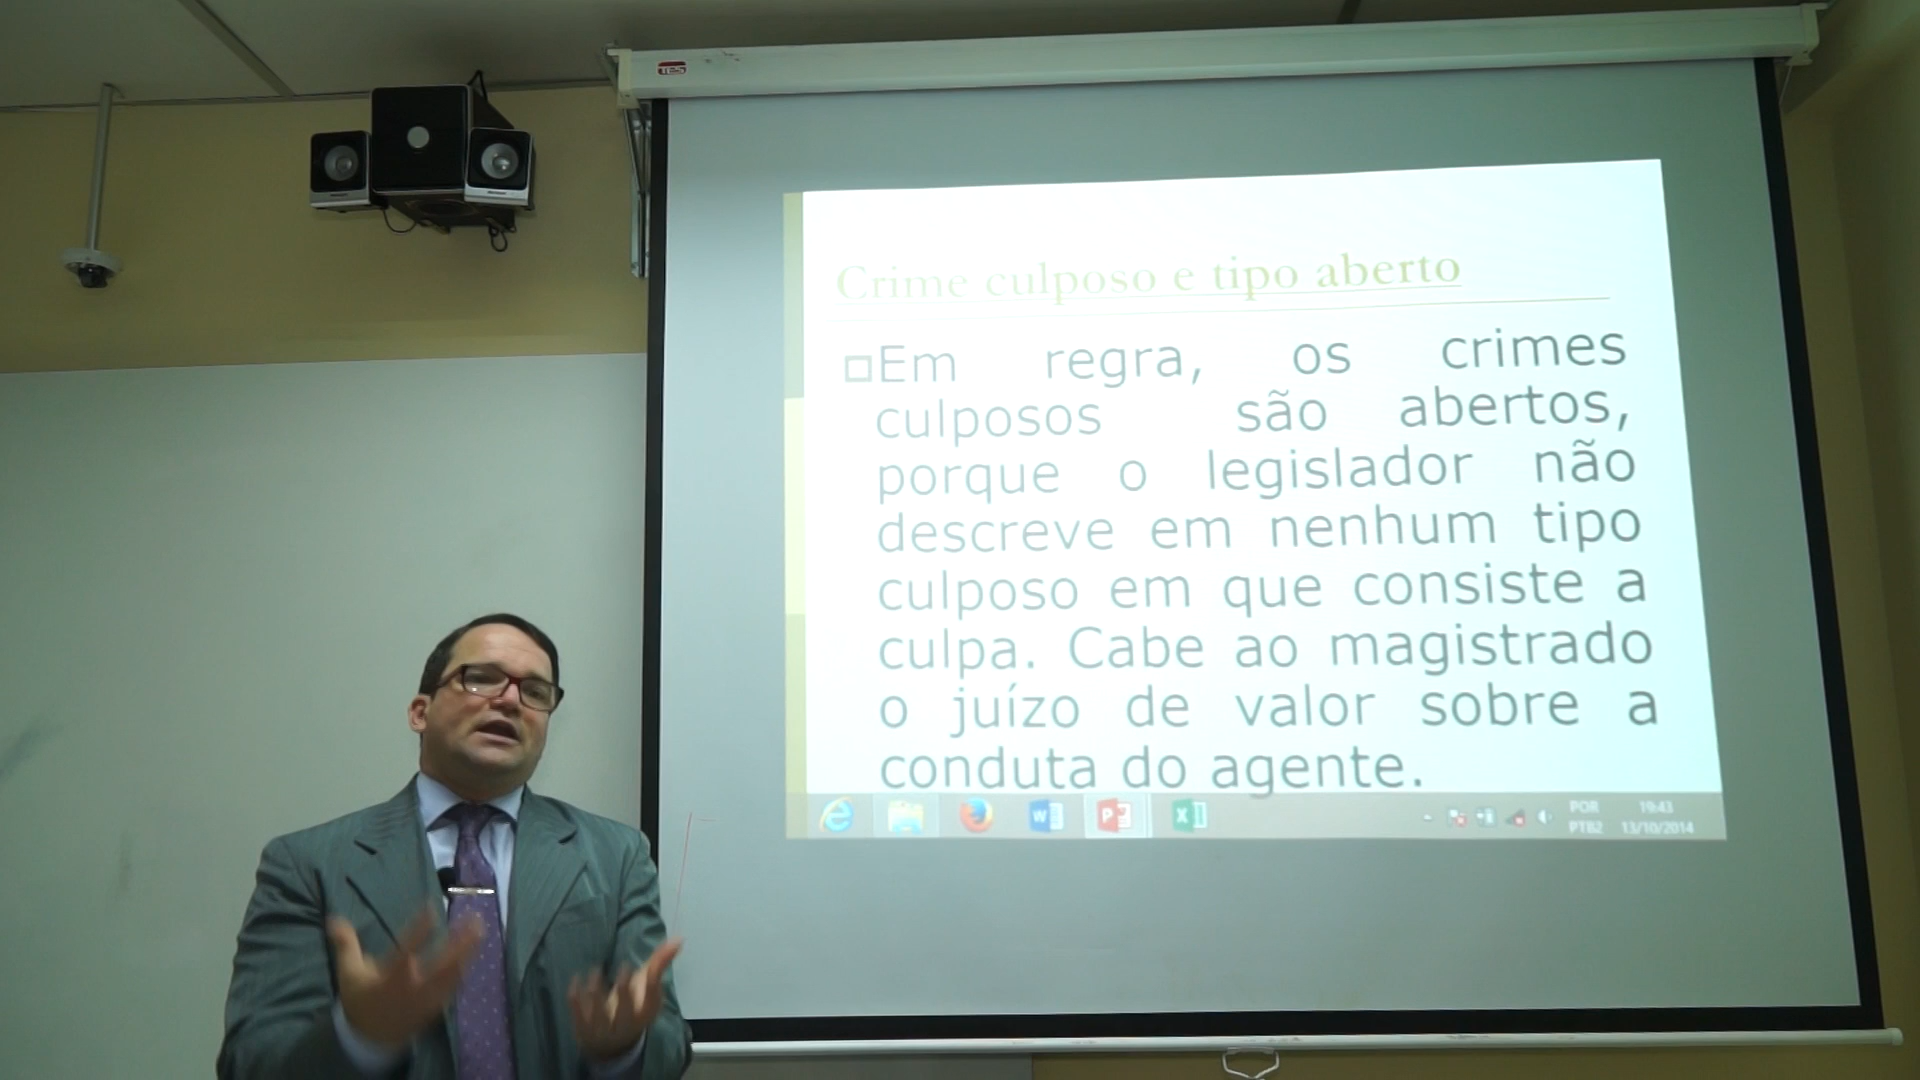 TES
Crime culposo e tipo aberto
Em regra, os crimes
culposos são abertos,
porque o legislador não
descreve em nenhum tipo
culposo em que consiste a
culpa. Cabe ao magistrado
o juízo de valor sobre a
conduta do agente.
POR 19:43
PTB2 13/10/2014